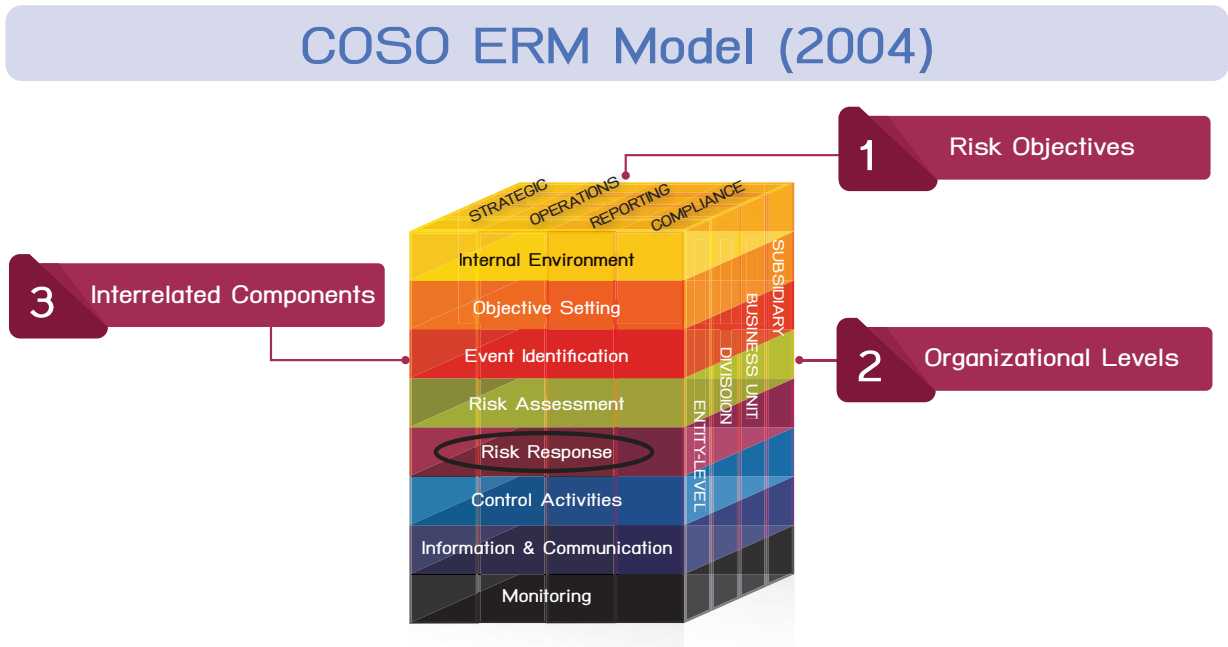 COSO ERM Model (2004)
1
Risk Objectives
STRATEGIC
OPERATIONS
REPORTING
COMPLIANCE
3
Interrelated Components
2
Organizational Levels
Internal Environment
Objective Setting
Event Identification
Risk Assessment
Risk Response
Control Activities
Information & Communication
Monitoring
ENTITY-LEVEL
DIVISOION
BUSINESS UNIT
SUBSIDIARY